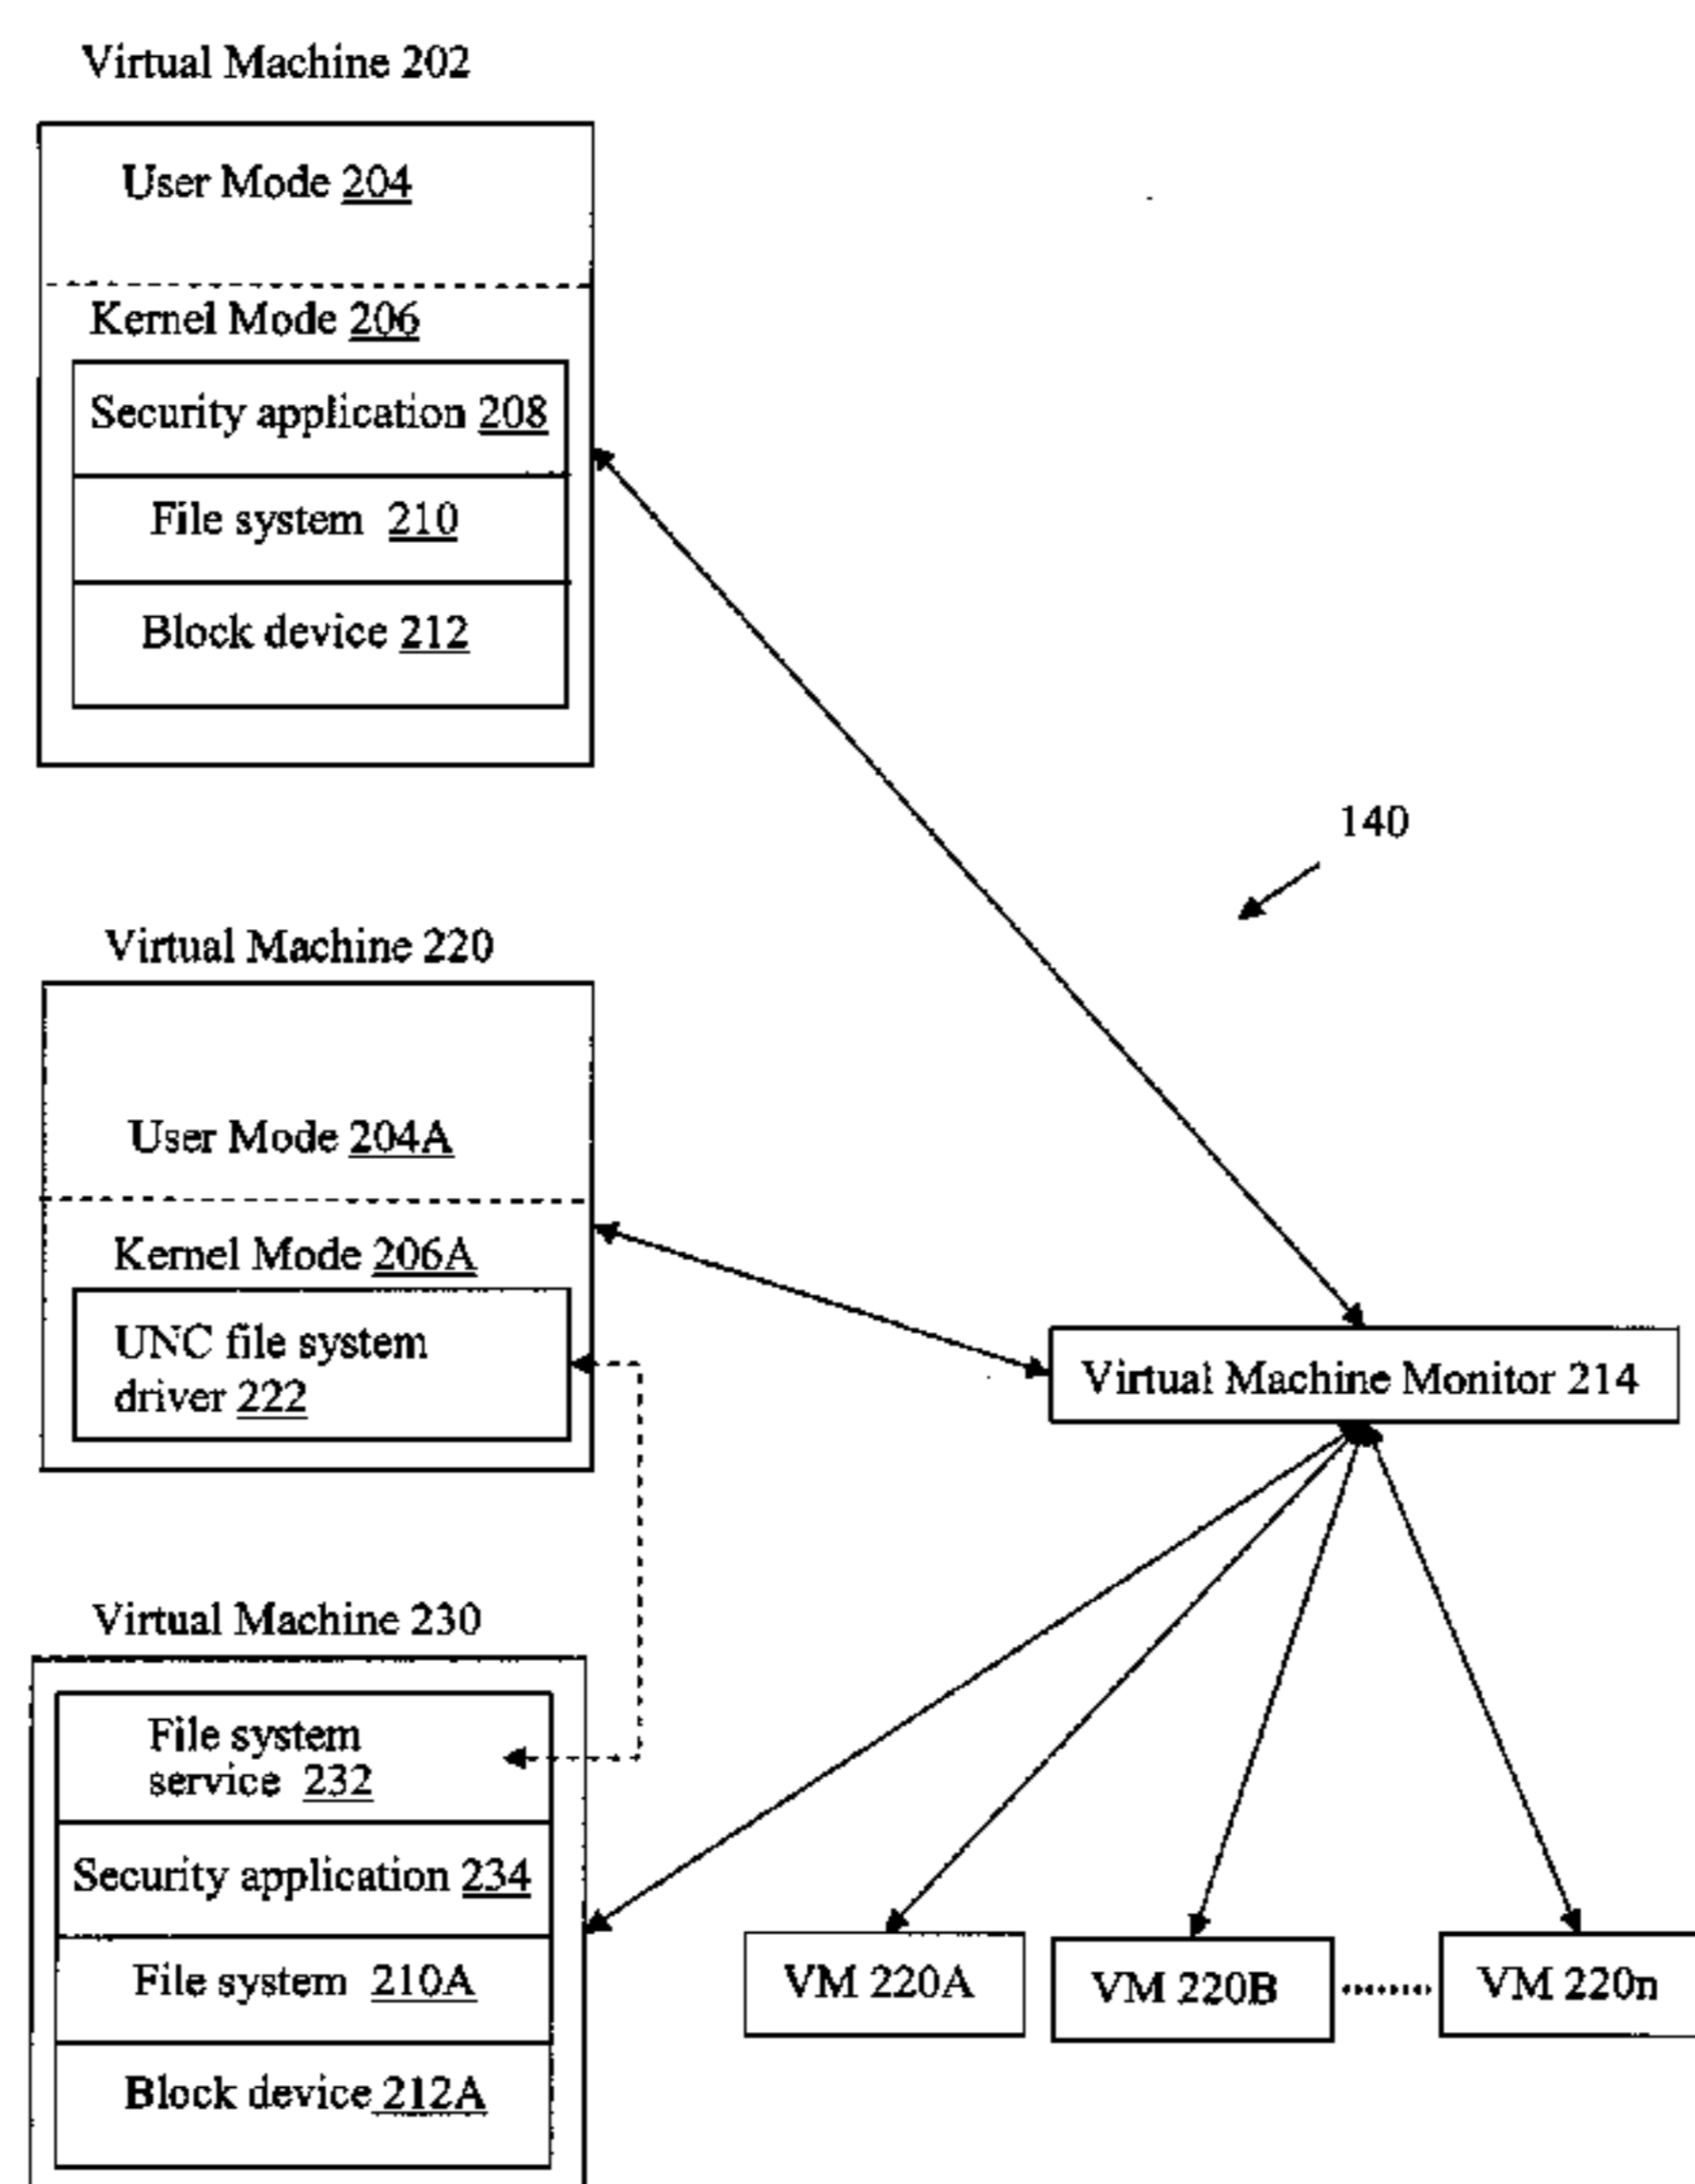 Virtual Machine 202
User Mode 204
Kernel Mode 206
Security application 208
File system 210
Block device 212
140
Virtual Machine 220
User Mode 204A
Kernel Mode 206A
UNC file system
driver 222
Virtual Machine Monitor 214
Virtual Machine 230
File system
service 232
Security application 234
File system 210A
Block device 212A
VM 220A
VM 220B
VM 220n